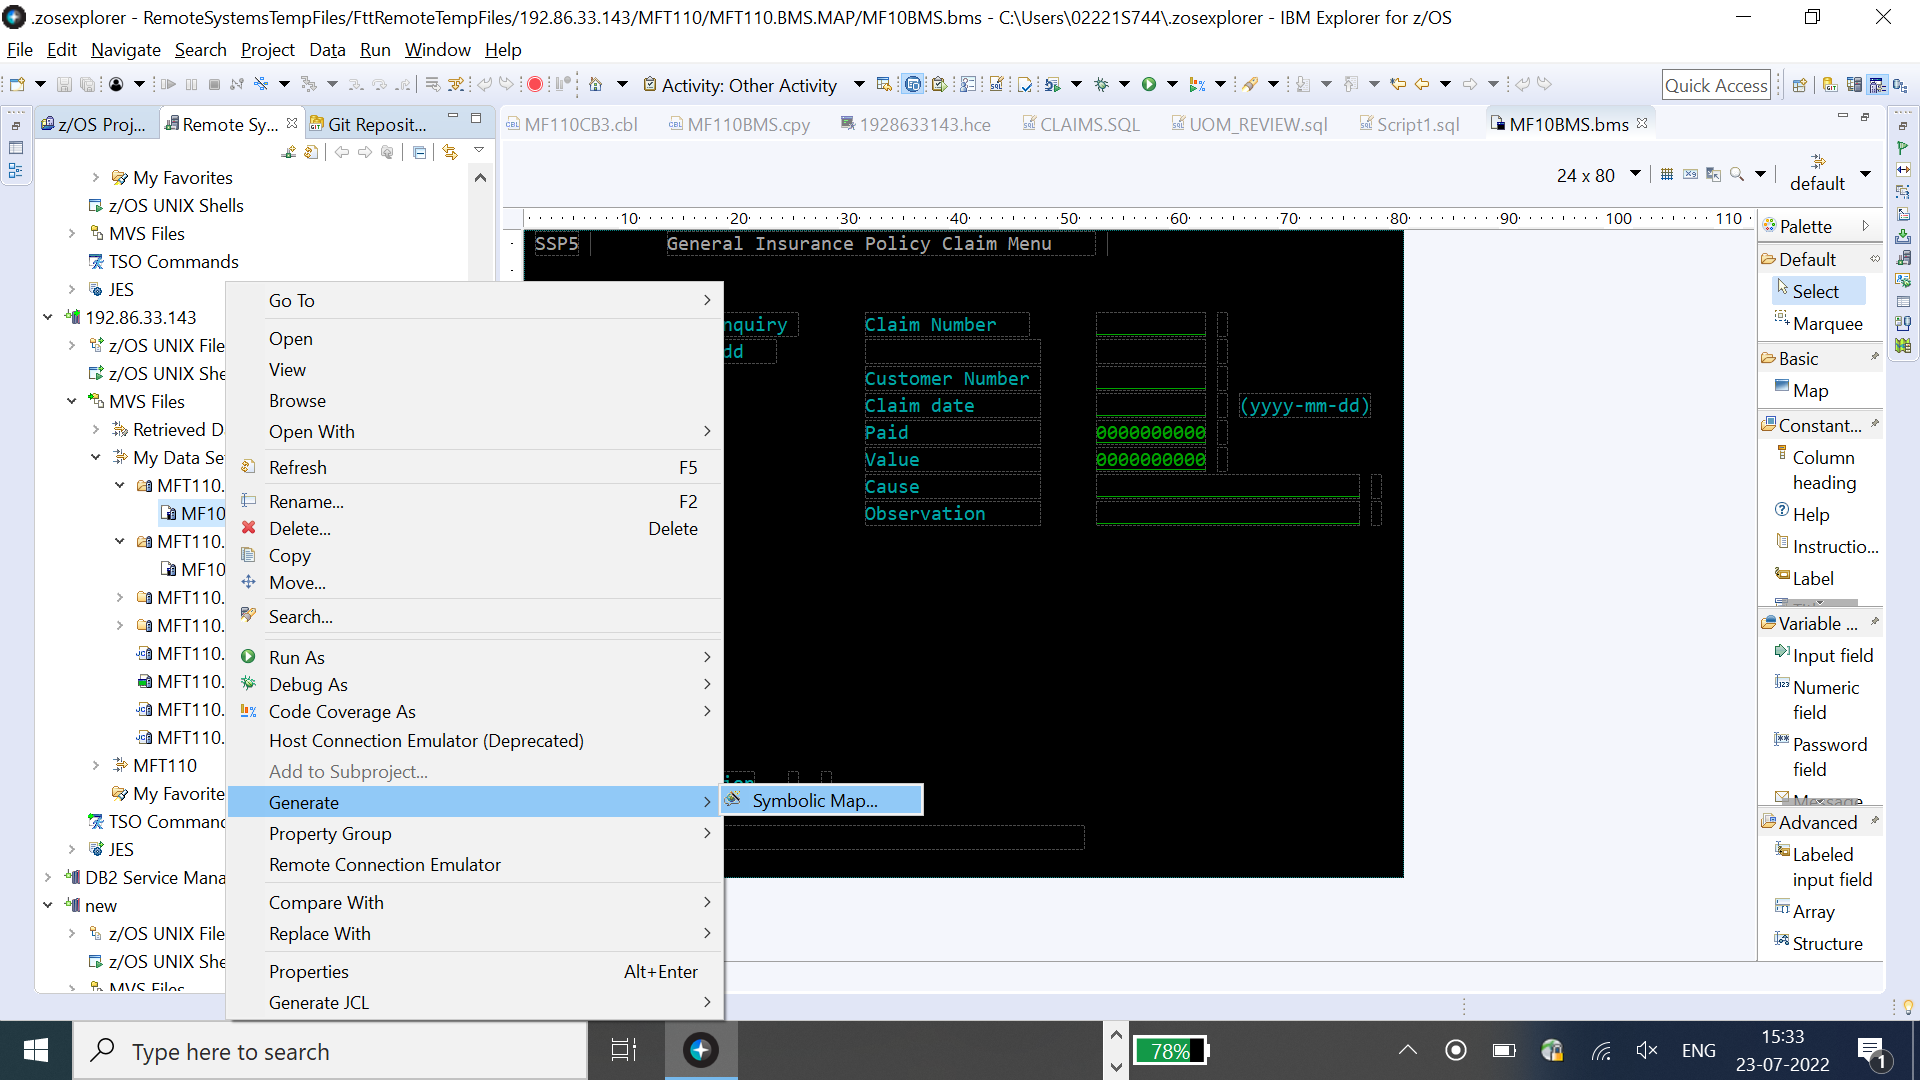 .zosexplorer - RemoteSystemsTempFiles/FttRemoteTempFiles/192.86.33.143/MFT110/MFT110.BMS.MAP/MF10BMS.bms - C:\Users\02221S744\.zosexplorer - IBM Explorer for z/OS
File Edit Navigate Search Project Data Run Window Help
Activity: Other Activity
Quick Access
z/OS Proj...
Remote Sy...
Git Reposit...
MF110CB3.cbl
MF110BMS.cpy
1928633143.hce
CLAIMS.SQL
UOM_REVIEW.sql
Script1.sql
MF10BMS.bms
My Favorites
z/OS UNIX Shells
MVS Files
TSO Commands
JES
192.86.33.143
z/OS UNIX File
z/OS UNIX She
MVS Files
Retrieved D
My Data Se
MFT110.
MF10
MFT110.
MF10
MFT110.
MFT110.
MFT110.
MFT110.
MFT110.
MFT110.
MFT110
My Favorite
TSO Comman
JES
DB2 Service Mana
new
z/OS UNIX File
z/OS UNIX She
MVS Files
Go To
Open
View
Browse
Open With
Refresh F5
Rename... F2
Delete... Delete
Copy
Move...
Search...
Run As
Debug As
Code Coverage As
Host Connection Emulator (Deprecated)
Add to Subproject...
Generate
Symbolic Map...
Property Group
Remote Connection Emulator
Compare With
Replace With
Properties Alt+Enter
Generate JCL
24 x 80
default
10 20 30 40 50 60 70 80 90 100 110
SSP5 General Insurance Policy Claim Menu
nquiry Claim Number
dd
Customer Number
Claim date (yyyy-mm-dd)
Paid 0000000000
Value 0000000000
Cause
Observation
ion
Palette
Default
Select
Marquee
Basic
Map
Constant...
Column
heading
Help
Instructio...
Label
Variable ...
Input field
Numeric
field
Password
field
Message
Advanced
Labeled
input field
Array
Structure
Type here to search
78%
ENG
15:33
23-07-2022
1